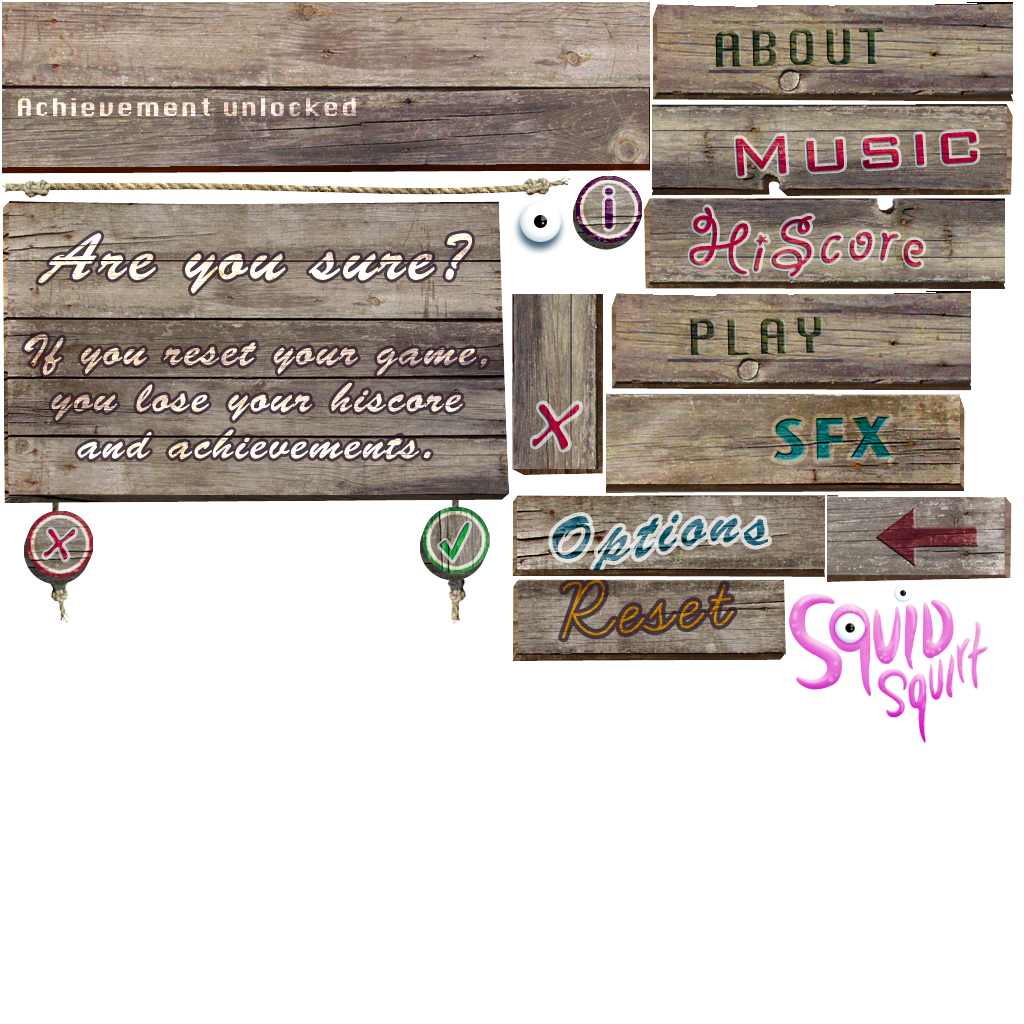 Achievement unlocked
ABOUT
MUSIC
HiScore
Are you sure?
If you reset your game,
you lose your hiscore
and achievements.
i
PLAY
SFX
Options
Reset
SQUID
SQUIRT